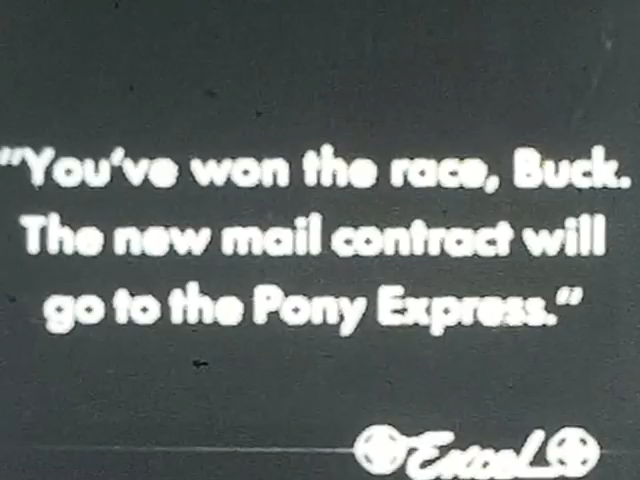 "You've won the race, Buck.
The new mail contract will
go to the Pony Express."
Excel